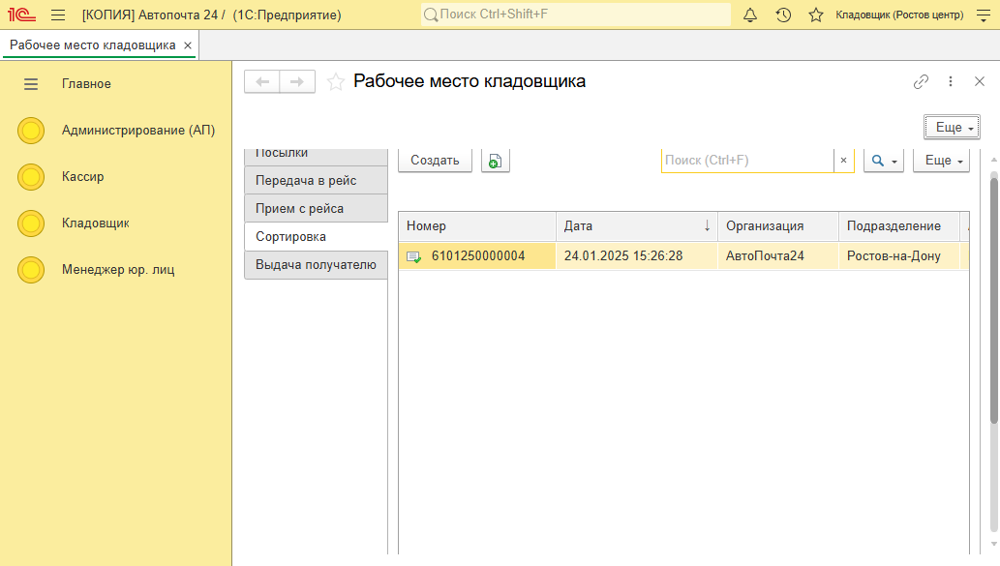 1С [КОПИЯ] Автопочта 24 / (1С:Предприятие) Поиск Ctrl+Shift+F Кладовщик (Ростов центр)
Рабочее место кладовщика ×
Главное
Администрирование (АП)
Кассир
Кладовщик
Менеджер юр. лиц
Рабочее место кладовщика
Еще
Посылки
Передача в рейс
Прием с рейса
Сортировка
Выдача получателю
Создать Поиск (Ctrl+F) × Еще
Номер Дата ↓ Организация Подразделение
6101250000004 24.01.2025 15:26:28 АвтоПочта24 Ростов-на-Дону